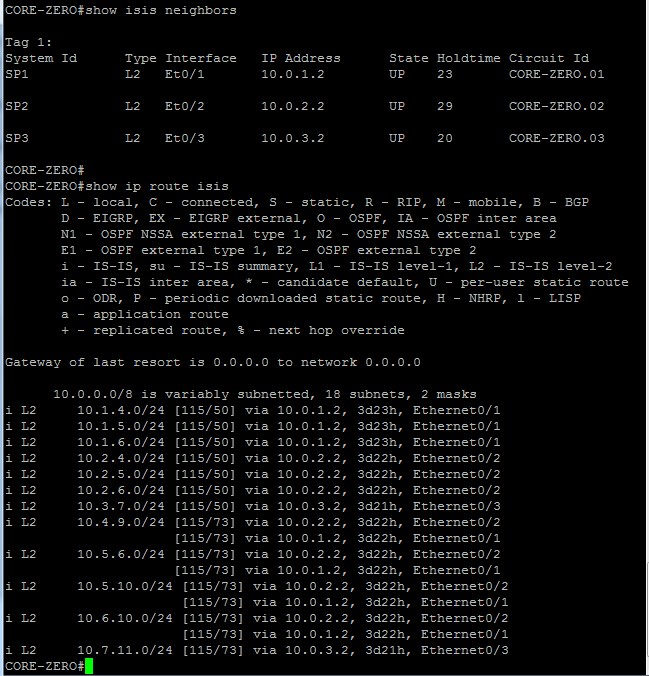 CORE-ZERO#show isis neighbors
Tag 1:
System Id Type Interface IP Address State Holdtime Circuit Id
SP1 L2 Et0/1 10.0.1.2 UP 23 CORE-ZERO.01
SP2 L2 Et0/2 10.0.2.2 UP 29 CORE-ZERO.02
SP3 L2 Et0/3 10.0.3.2 UP 20 CORE-ZERO.03
CORE-ZERO#
CORE-ZERO#show ip route isis
Codes: L - local, C - connected, S - static, R - RIP, M - mobile, B - BGP
D - EIGRP, EX - EIGRP external, O - OSPF, IA - OSPF inter area
N1 - OSPF NSSA external type 1, N2 - OSPF NSSA external type 2
E1 - OSPF external type 1, E2 - OSPF external type 2
i - IS-IS, su - IS-IS summary, L1 - IS-IS level-1, L2 - IS-IS level-2
ia - IS-IS inter area, * - candidate default, U - per-user static route
o - ODR, P - periodic downloaded static route, H - NHRP, l - LISP
a - application route
+ - replicated route, % - next hop override
Gateway of last resort is 0.0.0.0 to network 0.0.0.0
10.0.0.0/8 is variably subnetted, 18 subnets, 2 masks
i L2 10.1.4.0/24 [115/50] via 10.0.1.2, 3d23h, Ethernet0/1
i L2 10.1.5.0/24 [115/50] via 10.0.1.2, 3d23h, Ethernet0/1
i L2 10.1.6.0/24 [115/50] via 10.0.1.2, 3d23h, Ethernet0/1
i L2 10.2.4.0/24 [115/50] via 10.0.2.2, 3d22h, Ethernet0/2
i L2 10.2.5.0/24 [115/50] via 10.0.2.2, 3d22h, Ethernet0/2
i L2 10.2.6.0/24 [115/50] via 10.0.2.2, 3d22h, Ethernet0/2
i L2 10.3.7.0/24 [115/50] via 10.0.3.2, 3d21h, Ethernet0/3
i L2 10.4.9.0/24 [115/73] via 10.0.2.2, 3d22h, Ethernet0/2
[115/73] via 10.0.1.2, 3d22h, Ethernet0/1
i L2 10.5.6.0/24 [115/73] via 10.0.2.2, 3d22h, Ethernet0/2
[115/73] via 10.0.1.2, 3d22h, Ethernet0/1
i L2 10.5.10.0/24 [115/73] via 10.0.2.2, 3d22h, Ethernet0/2
[115/73] via 10.0.1.2, 3d22h, Ethernet0/1
i L2 10.6.10.0/24 [115/73] via 10.0.2.2, 3d22h, Ethernet0/2
[115/73] via 10.0.1.2, 3d22h, Ethernet0/1
i L2 10.7.11.0/24 [115/73] via 10.0.3.2, 3d21h, Ethernet0/3
CORE-ZERO#